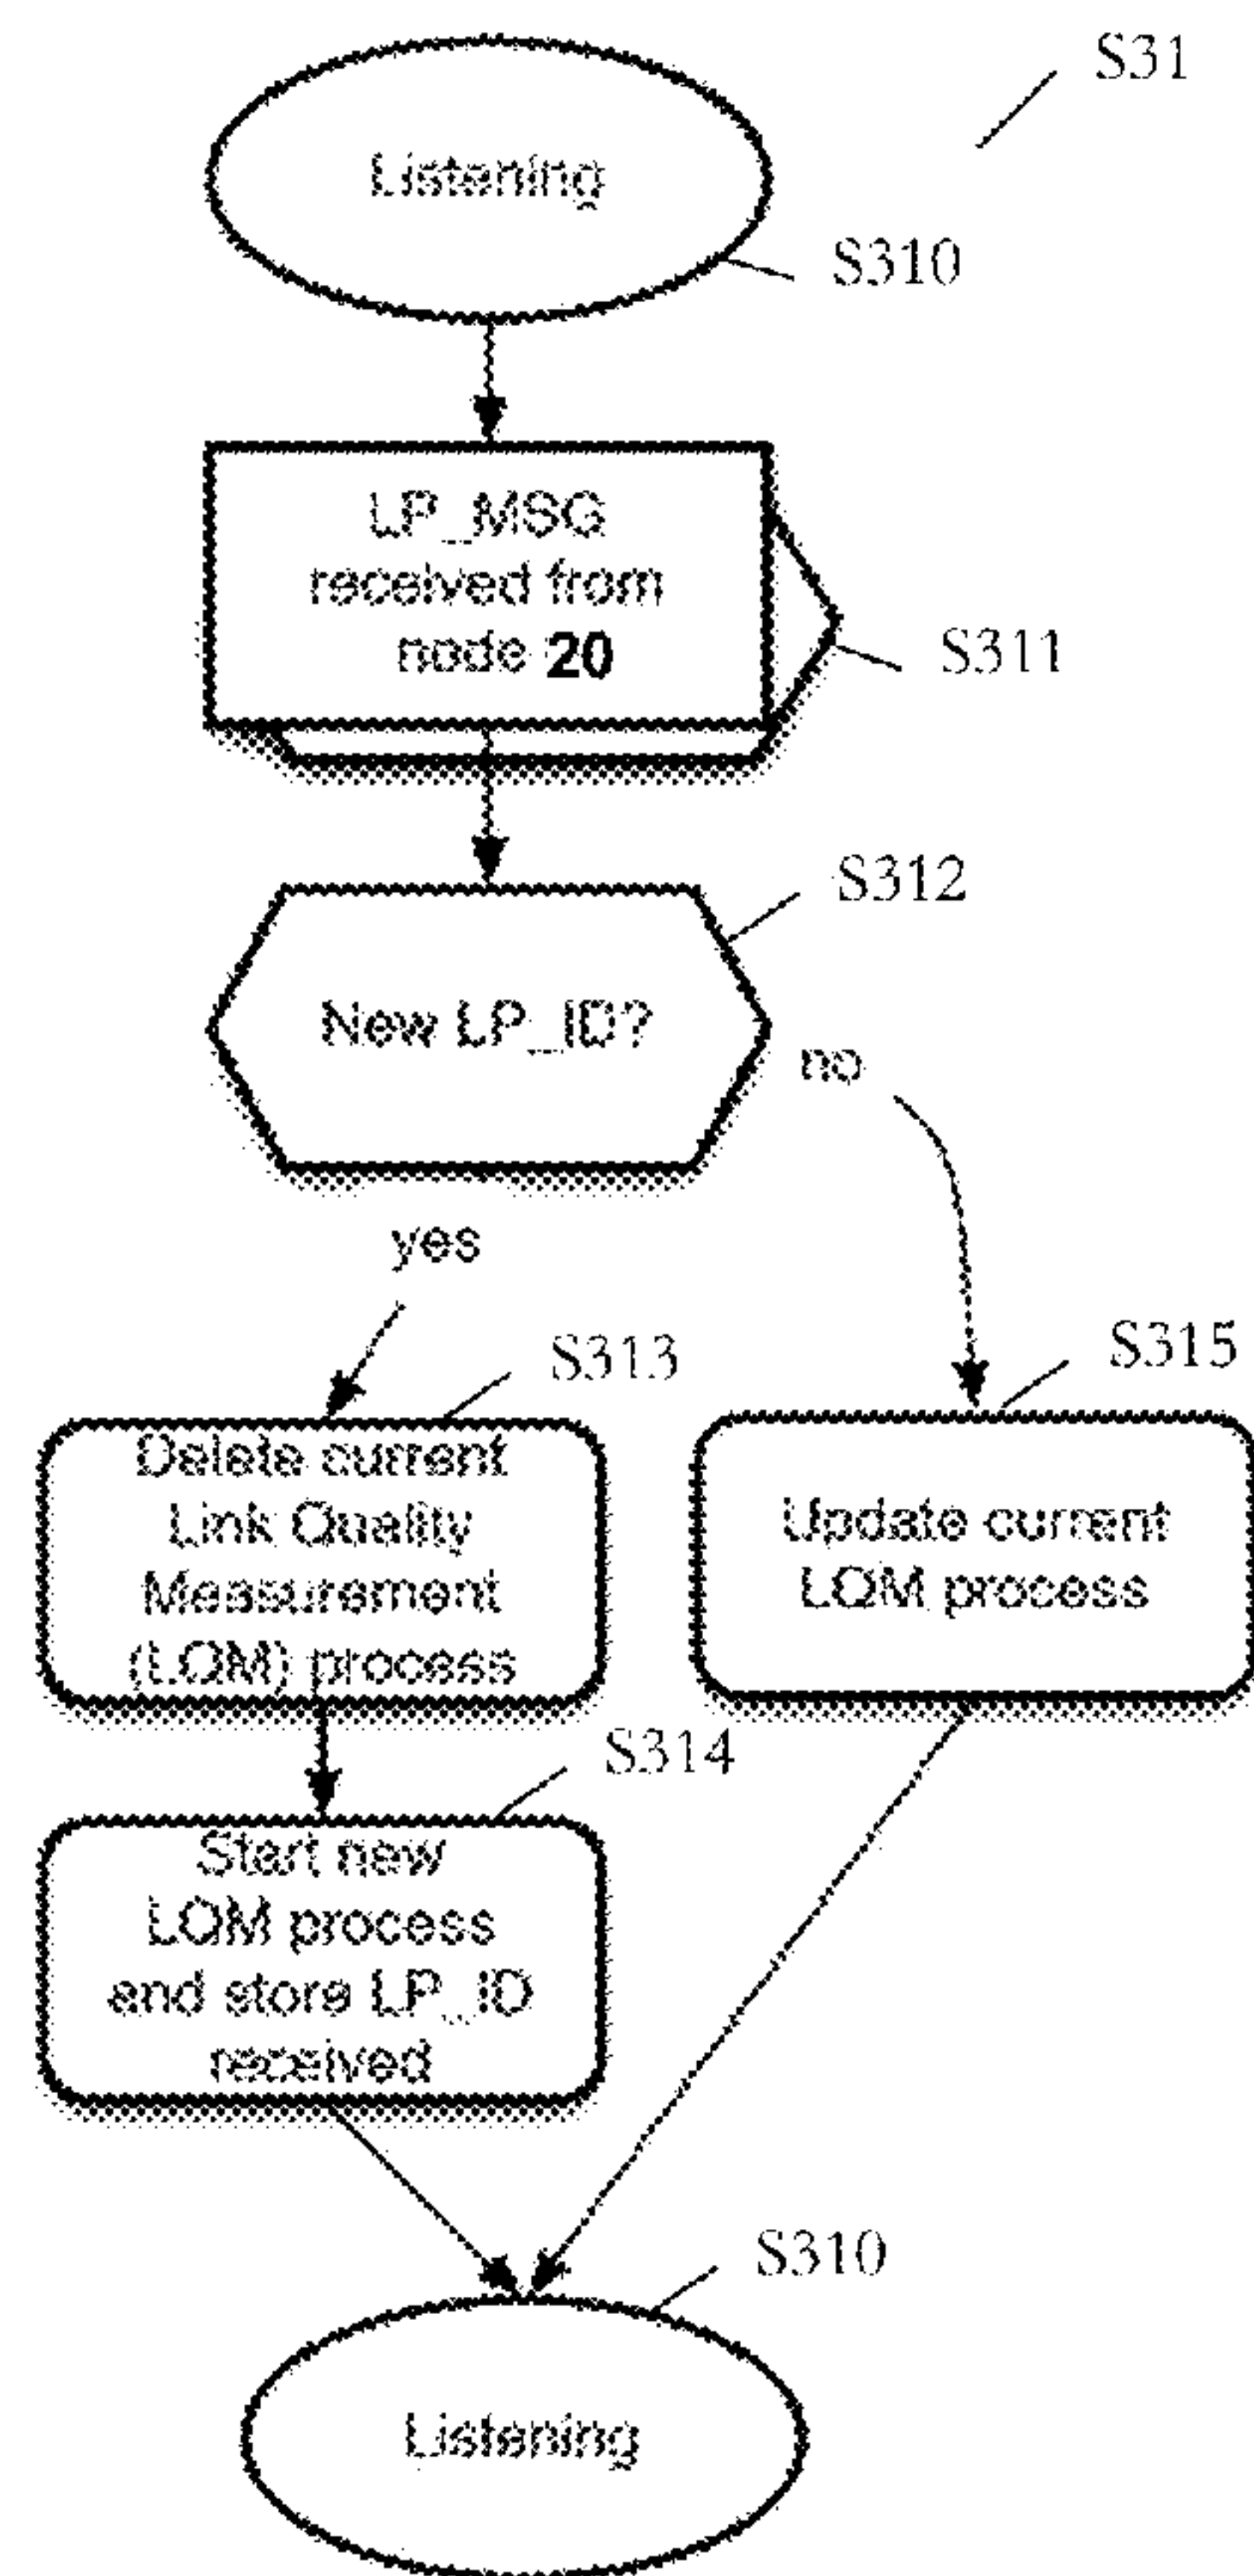 S31
Listening
S310
LP_MSG
received from
node 20
S311
S312
New LP_ID?
no
yes
S313
S315
Delete current
Link Quality
Measurement
(LQM) process
Update current
LQM process
S314
Start new
LQM process
and store LP_ID
received
S310
Listening